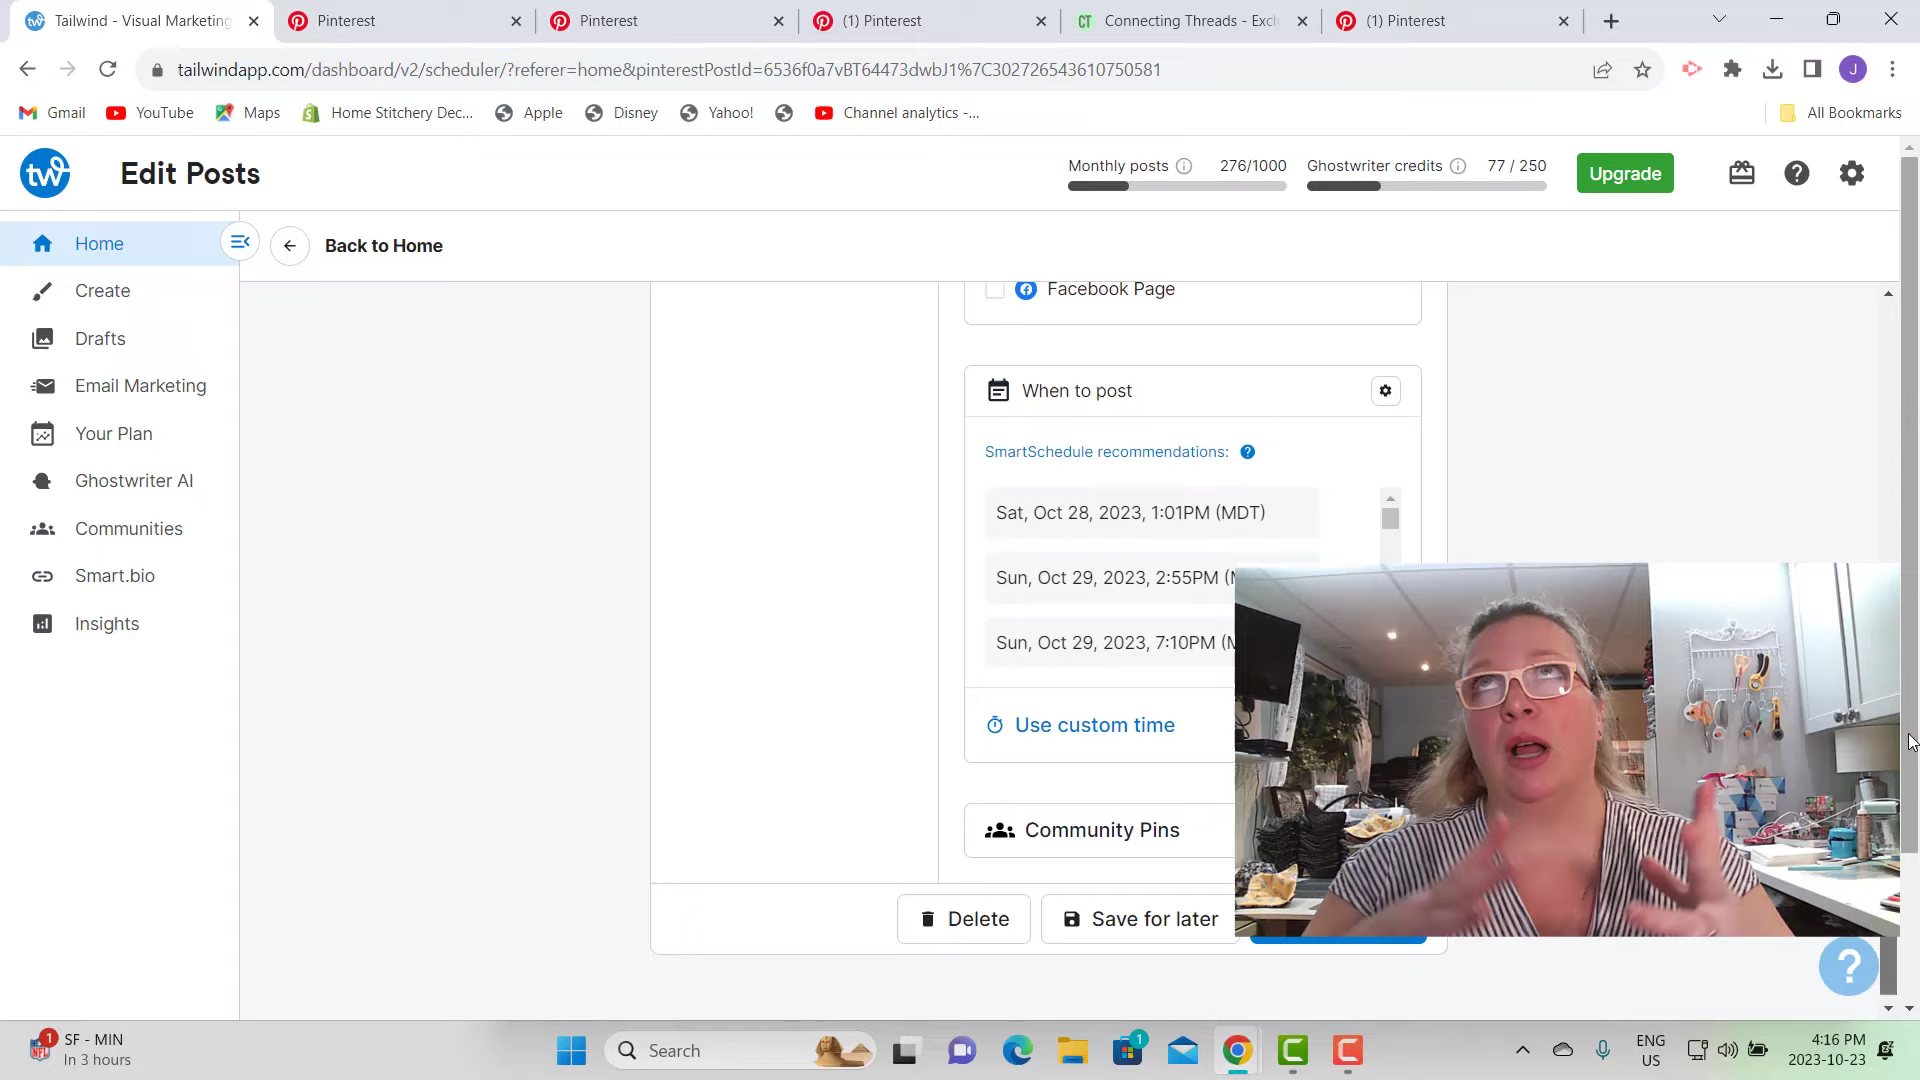 Tailwind - Visual Marketing
Pinterest
Pinterest
(1) Pinterest
CT
Connecting Threads - Excl
(1) Pinterest
tailwindapp.com/dashboard/v2/scheduler/?referer=home&pinterestPostId=6536f0a7vBT64473dwbJ1%7C302726543610750581
J
Gmail
YouTube
Maps
Home Stitchery Dec...
Apple
Disney
Yahoo!
Channel analytics -...
All Bookmarks
tw
Edit Posts
Monthly posts
276/1000
Ghostwriter credits
77 / 250
Upgrade
Home
Back to Home
Create
Drafts
Email Marketing
Your Plan
Ghostwriter AI
Communities
Smart.bio
Insights
Facebook Page
When to post
SmartSchedule recommendations:
Sat, Oct 28, 2023, 1:01PM (MDT)
Sun, Oct 29, 2023, 2:55PM
Sun, Oct 29, 2023, 7:10PM
Use custom time
Community Pins
Delete
Save for later
1
SF - MIN
In 3 hours
Search
1
ENG
US
4:16 PM
2023-10-23